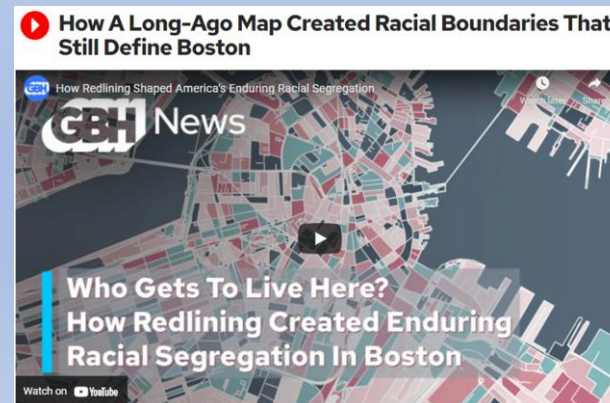 How A Long-Ago Map Created Racial Boundaries That
Still Define Boston
GBH How Redlining Shaped America's Enduring Racial Segregation
Watch later Share
GBH News
Who Gets To Live Here?
How Redlining Created Enduring
Racial Segregation In Boston
Watch on YouTube